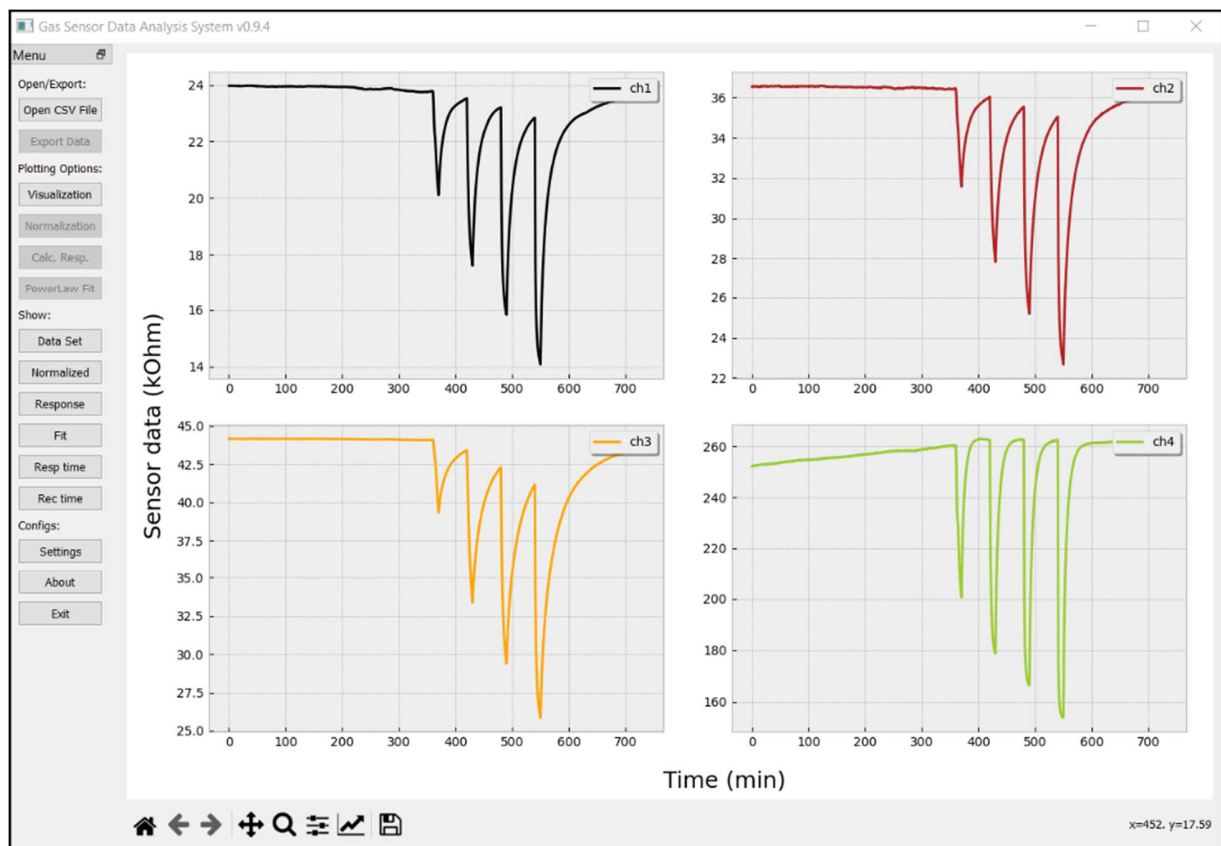 Gas Sensor Data Analysis System v0.9.4
Menu
Open/Export:
Open CSV File
Export Data
Plotting Options:
Visualization
Normalization
Calc. Resp.
PowerLaw Fit
Show:
Data Set
Normalized
Response
Fit
Resp time
Rec time
Configs:
Settings
About
Exit
Sensor data (kOhm)
ch1
24
22
20
18
16
14
0 100 200 300 400 500 600 700
ch2
36
34
32
30
28
26
24
22
0 100 200 300 400 500 600 700
ch3
45.0
42.5
40.0
37.5
35.0
32.5
30.0
27.5
25.0
0 100 200 300 400 500 600 700
ch4
260
240
220
200
180
160
0 100 200 300 400 500 600 700
Time (min)
x=452. y=17.59